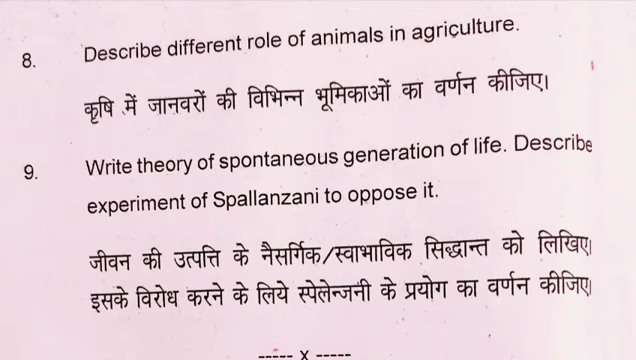 8. Describe different role of animals in agriculture.
कृषि में जानवरों की विभिन्न भूमिकाओं का वर्णन कीजिए।
9. Write theory of spontaneous generation of life. Describe
experiment of Spallanzani to oppose it.
जीवन की उत्पत्ति के नैसर्गिक/स्वाभाविक सिद्धान्त को लिखिए।
इसके विरोध करने के लिये स्पेलेन्जनी के प्रयोग का वर्णन कीजिए।
----- x -----